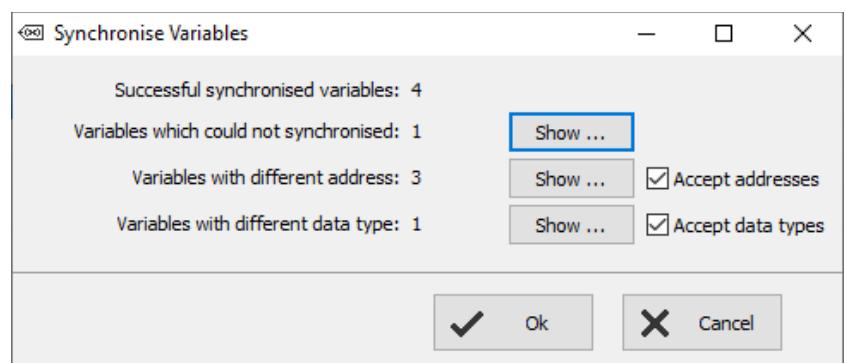 Synchronise Variables
Successful synchronised variables: 4
Variables which could not synchronised: 1 Show ...
Variables with different address: 3 Show ... Accept addresses
Variables with different data type: 1 Show ... Accept data types
Ok Cancel